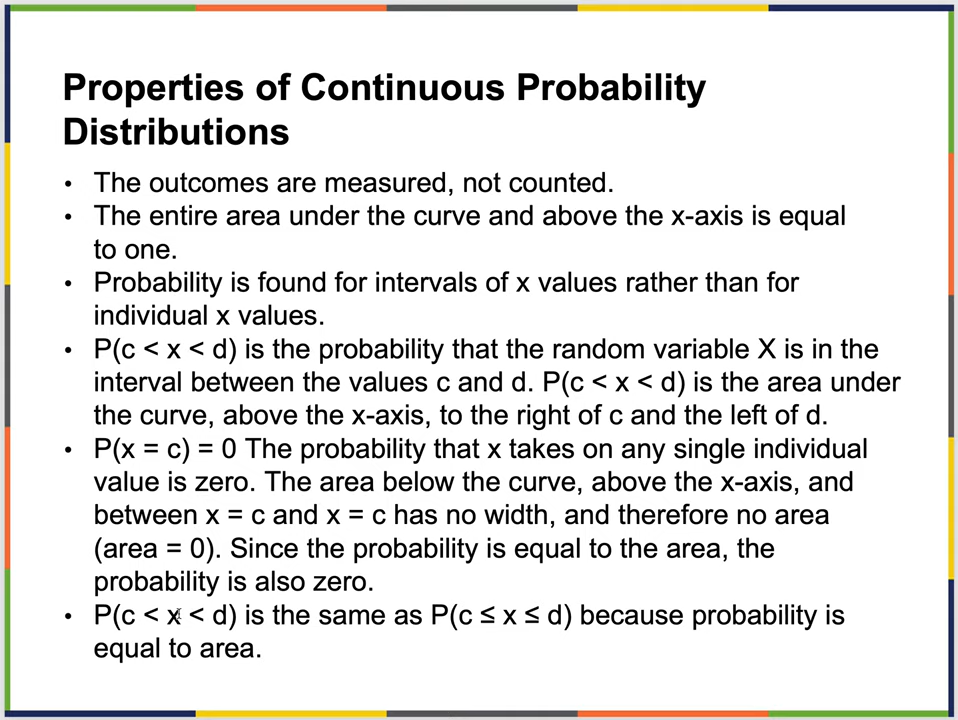 Properties of Continuous Probability
Distributions
• The outcomes are measured, not counted.
• The entire area under the curve and above the x-axis is equal
to one.
• Probability is found for intervals of x values rather than for
individual x values.
• P(c < x < d) is the probability that the random variable X is in the
interval between the values c and d. P(c < x < d) is the area under
the curve, above the x-axis, to the right of c and the left of d.
• P(x = c) = 0 The probability that x takes on any single individual
value is zero. The area below the curve, above the x-axis, and
between x = c and x = c has no width, and therefore no area
(area = 0). Since the probability is equal to the area, the
probability is also zero.
• P(c < x < d) is the same as P(c ≤ x ≤ d) because probability is
equal to area.